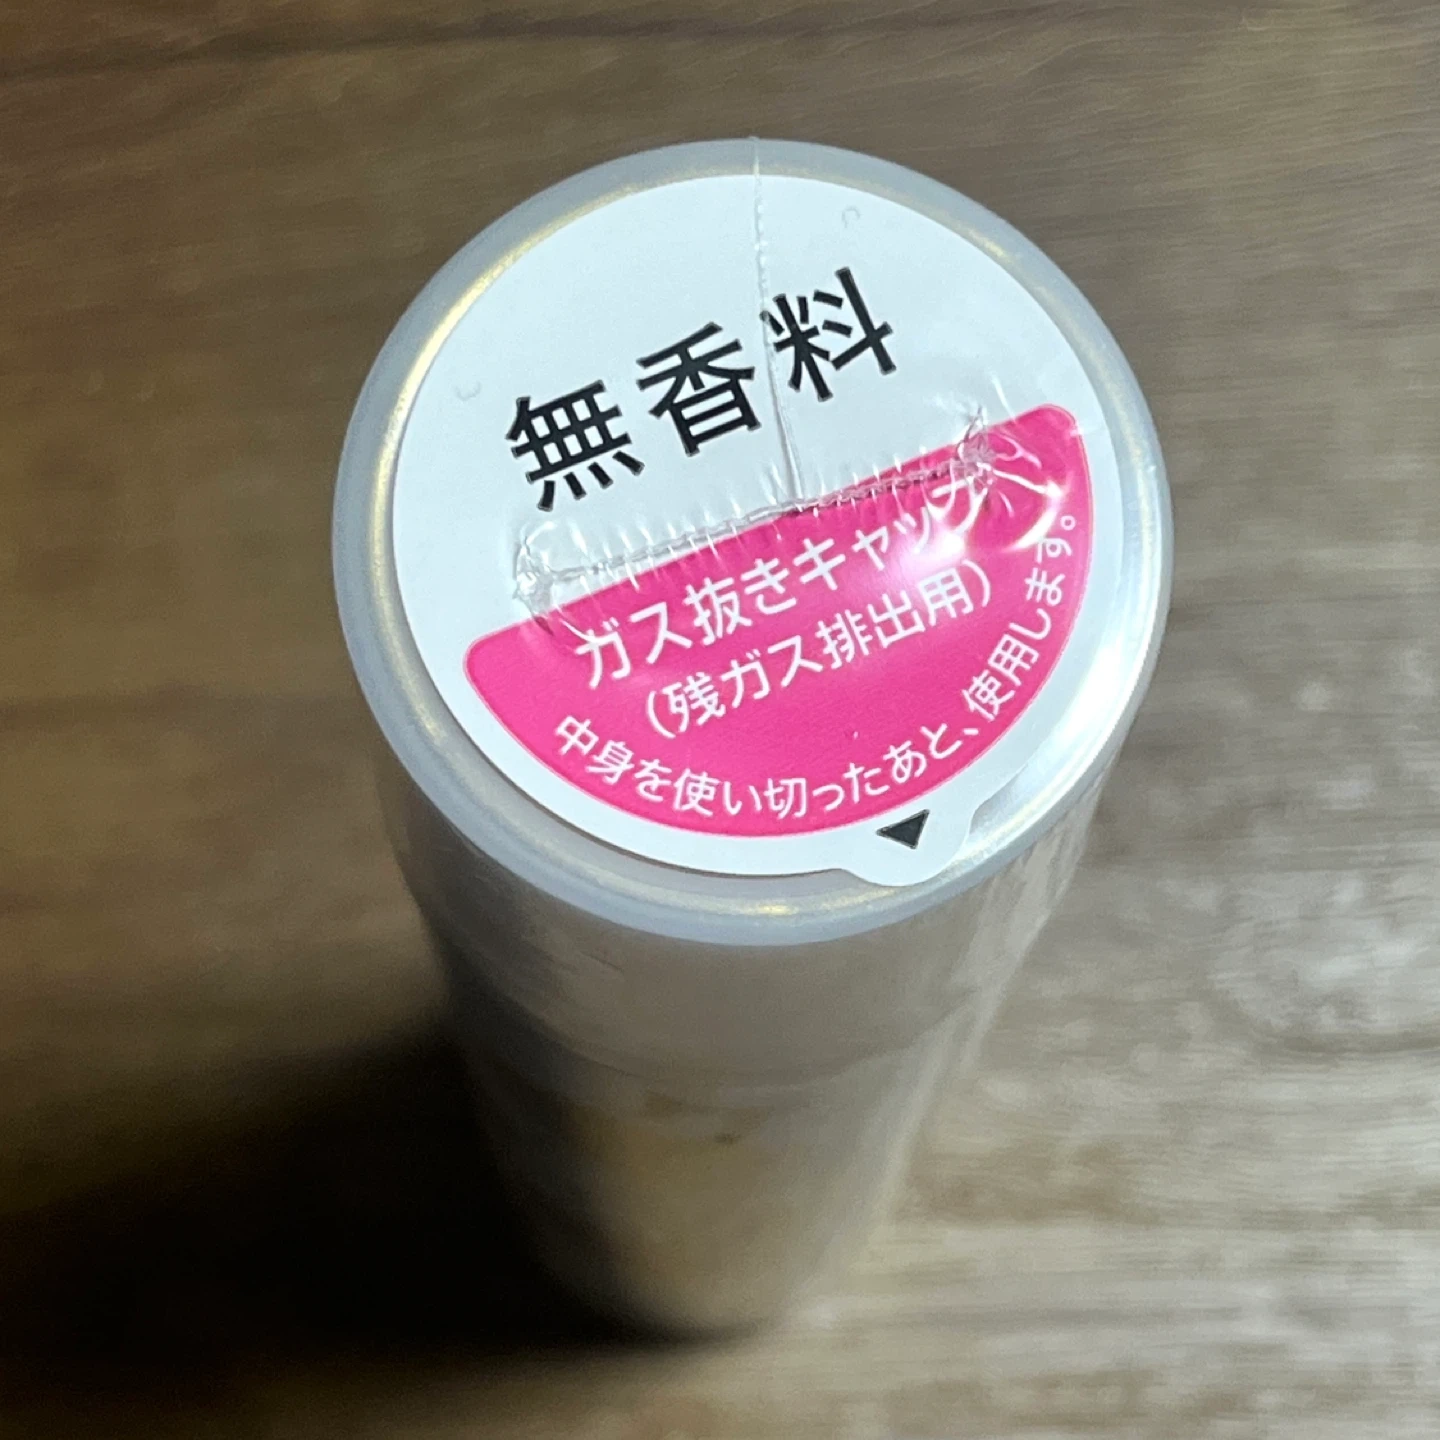 無香料
ガス抜きキャップ
(残ガス排出用)
中身を使い切ったあと、使用します。